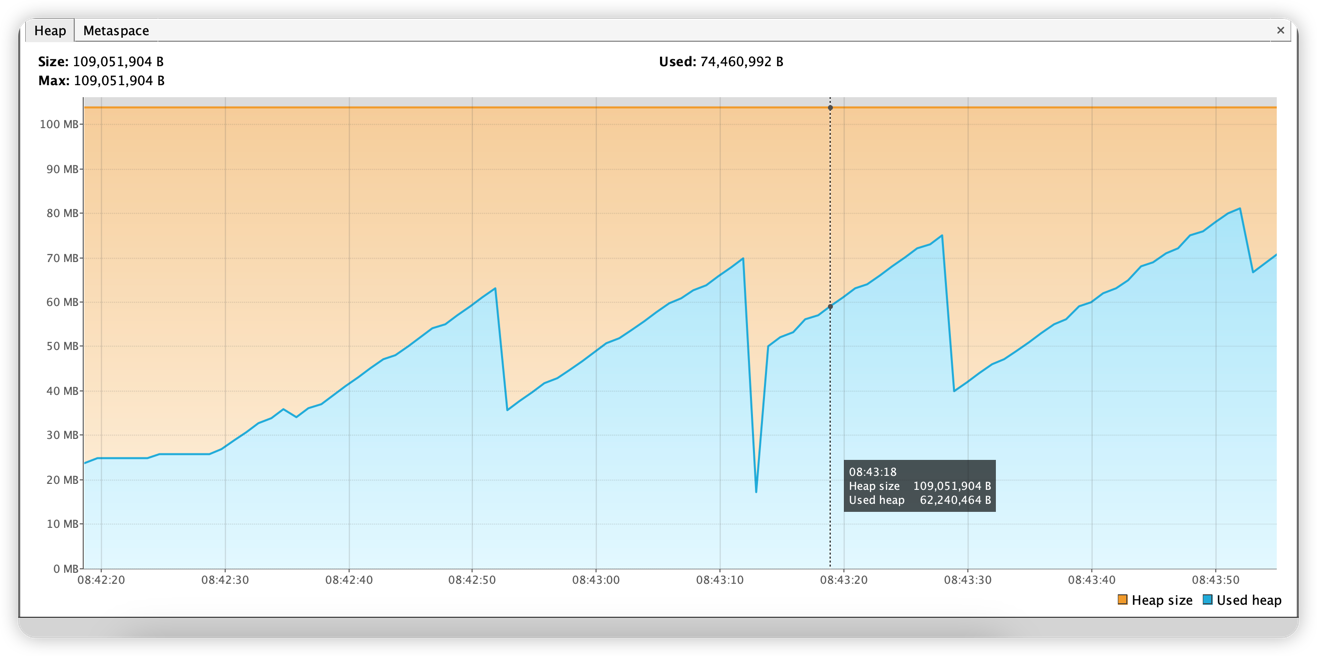 Heap Metaspace ×
Size: 109,051,904 B Used: 74,460,992 B
Max: 109,051,904 B
100 MB
90 MB
80 MB
70 MB
60 MB
50 MB
40 MB
30 MB
20 MB
10 MB
0 MB
08:43:18
Heap size 109,051,904 B
Used heap 62,240,464 B
08:42:20 08:42:30 08:42:40 08:42:50 08:43:00 08:43:10 08:43:20 08:43:30 08:43:40 08:43:50
Heap size Used heap